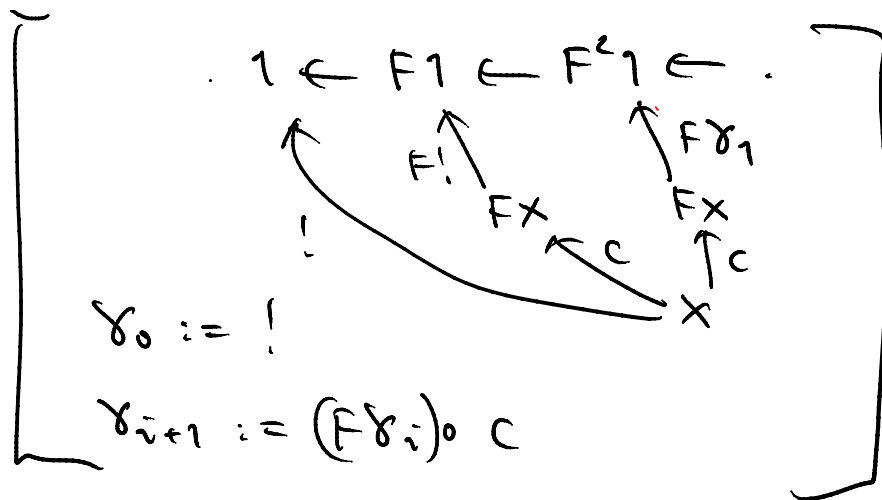 1 ← F1 ← F²1 ← .
F! Fγ₁
FX FX
! C C
X
γ₀ := !
γᵢ₊₁ := (Fγᵢ)∘ C